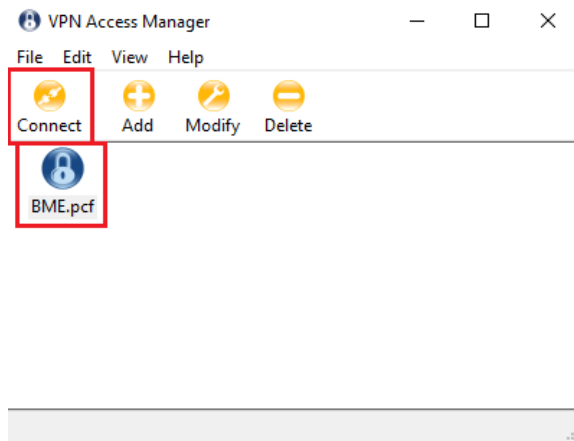 VPN Access Manager
File Edit View Help
Connect Add Modify Delete
BME.pcf